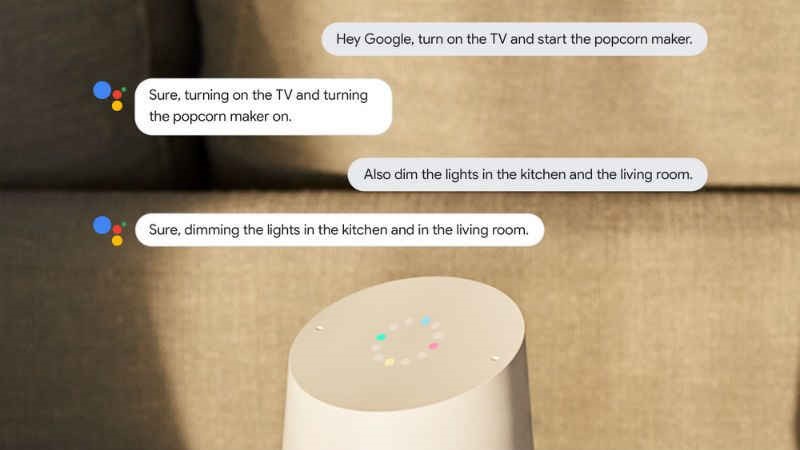 Hey Google, turn on the TV and start the popcorn maker.
Sure, turning on the TV and turning
the popcorn maker on.
Also dim the lights in the kitchen and the living room.
Sure, dimming the lights in the kitchen and in the living room.